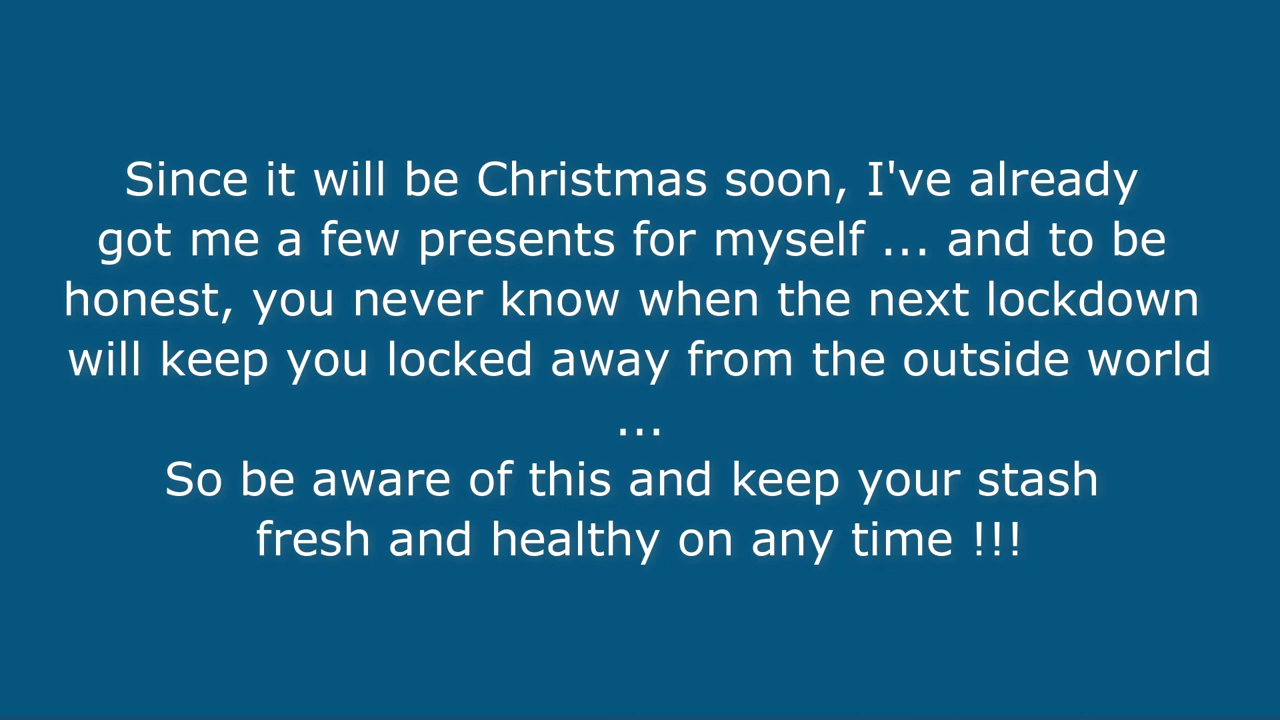 Since it will be Christmas soon, I've already
got me a few presents for myself ... and to be
honest, you never know when the next lockdown
will keep you locked away from the outside world
...
So be aware of this and keep your stash
fresh and healthy on any time !!!